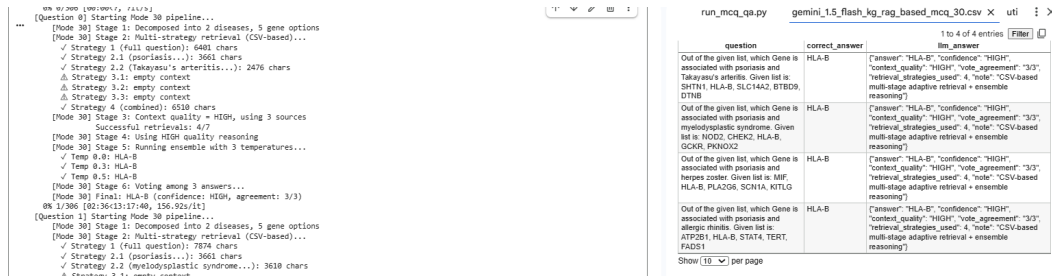 0% 0/306 [00:00<?, ?it/s]
[Question 0] Starting Mode 30 pipeline...
[Mode 30] Stage 1: Decomposed into 2 diseases, 5 gene options
[Mode 30] Stage 2: Multi-strategy retrieval (CSV-based)...
✓ Strategy 1 (full question): 6401 chars
✓ Strategy 2.1 (psoriasis...): 3661 chars
✓ Strategy 2.2 (Takayasu's arteritis...): 2476 chars
⚠ Strategy 3.1: empty context
⚠ Strategy 3.2: empty context
⚠ Strategy 3.3: empty context
✓ Strategy 4 (combined): 6510 chars
[Mode 30] Stage 3: Context quality = HIGH, using 3 sources
Successful retrievals: 4/7
[Mode 30] Stage 4: Using HIGH quality reasoning
[Mode 30] Stage 5: Running ensemble with 3 temperatures...
✓ Temp 0.0: HLA-B
✓ Temp 0.3: HLA-B
✓ Temp 0.5: HLA-B
[Mode 30] Stage 6: Voting among 3 answers...
[Mode 30] Final: HLA-B (confidence: HIGH, agreement: 3/3)
0% 1/306 [02:36<13:17:40, 156.92s/it]
[Question 1] Starting Mode 30 pipeline...
[Mode 30] Stage 1: Decomposed into 2 diseases, 5 gene options
[Mode 30] Stage 2: Multi-strategy retrieval (CSV-based)...
✓ Strategy 1 (full question): 7874 chars
✓ Strategy 2.1 (psoriasis...): 3661 chars
✓ Strategy 2.2 (myelodysplastic syndrome...): 3610 chars
⚠ Strategy 3.1: empty context
run_mcq_qa.py gemini_1.5_flash_kg_rag_based_mcq_30.csv × uti
1 to 4 of 4 entries Filter
question correct_answer llm_answer
Out of the given list, which Gene is HLA-B {"answer": "HLA-B", "confidence": "HIGH",
associated with psoriasis and "context_quality": "HIGH", "vote_agreement": "3/3",
Takayasu's arteritis. Given list is: "retrieval_strategies_used": 4, "note": "CSV-based
SHTN1, HLA-B, SLC14A2, BTBD9, multi-stage adaptive retrieval + ensemble
DTNB reasoning"}
Out of the given list, which Gene is HLA-B {"answer": "HLA-B", "confidence": "HIGH",
associated with psoriasis and "context_quality": "HIGH", "vote_agreement": "3/3",
myelodysplastic syndrome. Given "retrieval_strategies_used": 4, "note": "CSV-based
list is: NOD2, CHEK2, HLA-B, multi-stage adaptive retrieval + ensemble
GCKR, PKNOX2 reasoning"}
Out of the given list, which Gene is HLA-B {"answer": "HLA-B", "confidence": "HIGH",
associated with psoriasis and "context_quality": "HIGH", "vote_agreement": "3/3",
herpes zoster. Given list is: MIF, "retrieval_strategies_used": 4, "note": "CSV-based
HLA-B, PLA2G6, SCN1A, KITLG multi-stage adaptive retrieval + ensemble
reasoning"}
Out of the given list, which Gene is HLA-B {"answer": "HLA-B", "confidence": "HIGH",
associated with psoriasis and "context_quality": "HIGH", "vote_agreement": "3/3",
allergic rhinitis. Given list is: "retrieval_strategies_used": 4, "note": "CSV-based
ATP2B1, HLA-B, STAT4, TERT, multi-stage adaptive retrieval + ensemble
FADS1 reasoning"}
Show 10 per page